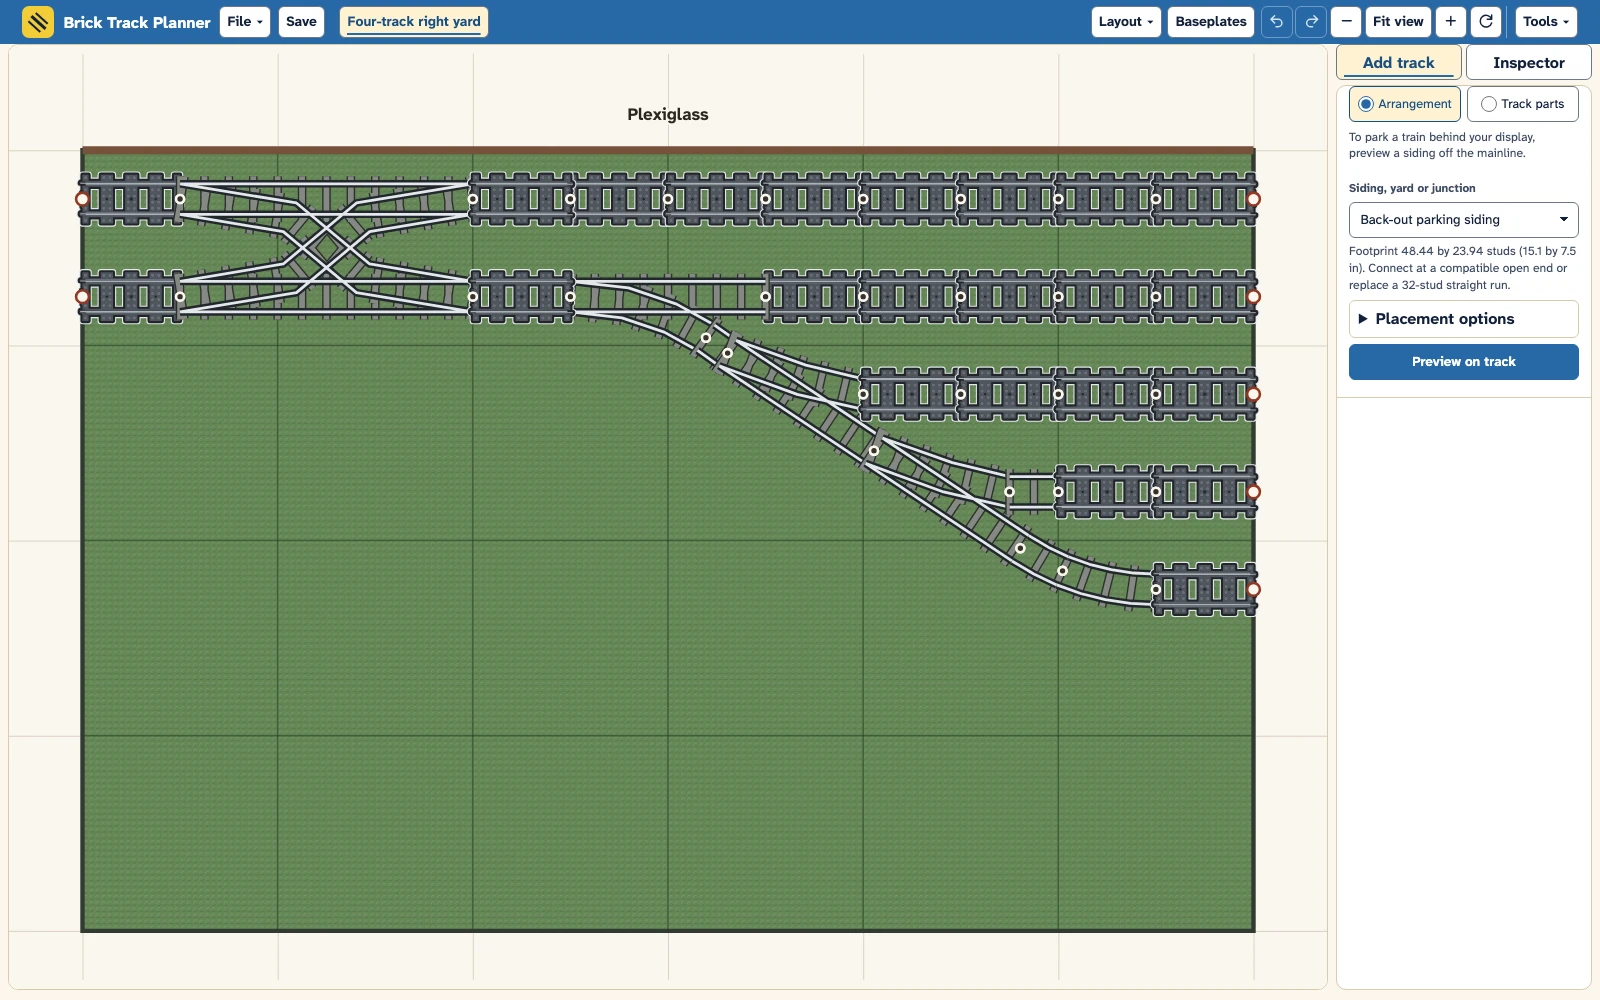 Brick Track Planner
File
Save
Four-track right yard
Layout
Baseplates
Fit view
Tools
Add track
Inspector
Plexiglass
Arrangement
Track parts
To park a train behind your display,
preview a siding off the mainline.
Siding, yard or junction
Back-out parking siding
Footprint 48.44 by 23.94 studs (15.1 by 7.5
in). Connect at a compatible open end or
replace a 32-stud straight run.
Placement options
Preview on track